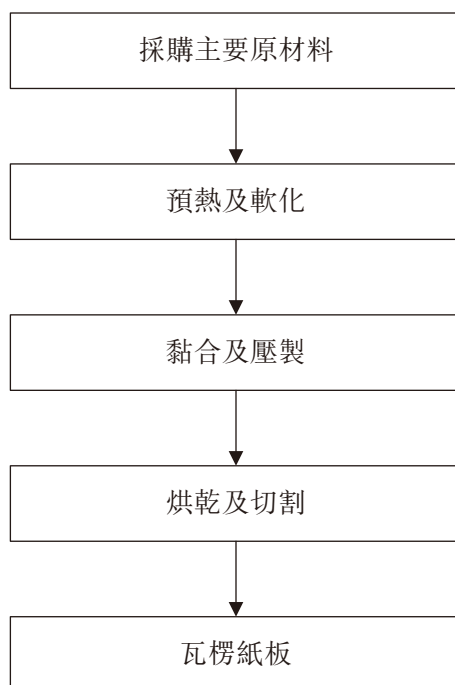 採購主要原材料
預熱及軟化
黏合及壓製
烘乾及切割
瓦楞紙板